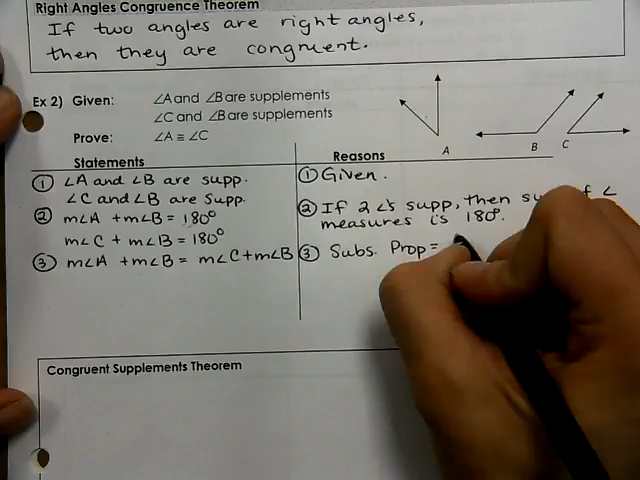 Right Angles Congruence Theorem
If two angles are right angles,
then they are congruent.
Ex 2) Given: ∠A and ∠B are supplements
∠C and ∠B are supplements
Prove: ∠A ≅ ∠C
A B C
Statements Reasons
① ∠A and ∠B are supp. ① Given.
∠C and ∠B are supp.
② m∠A + m∠B = 180° ② If 2 ∠'s supp, then ∠
m∠C + m∠B = 180° measures is 180°.
③ m∠A + m∠B = m∠C + m∠B ③ Subs. Prop =
Congruent Supplements Theorem